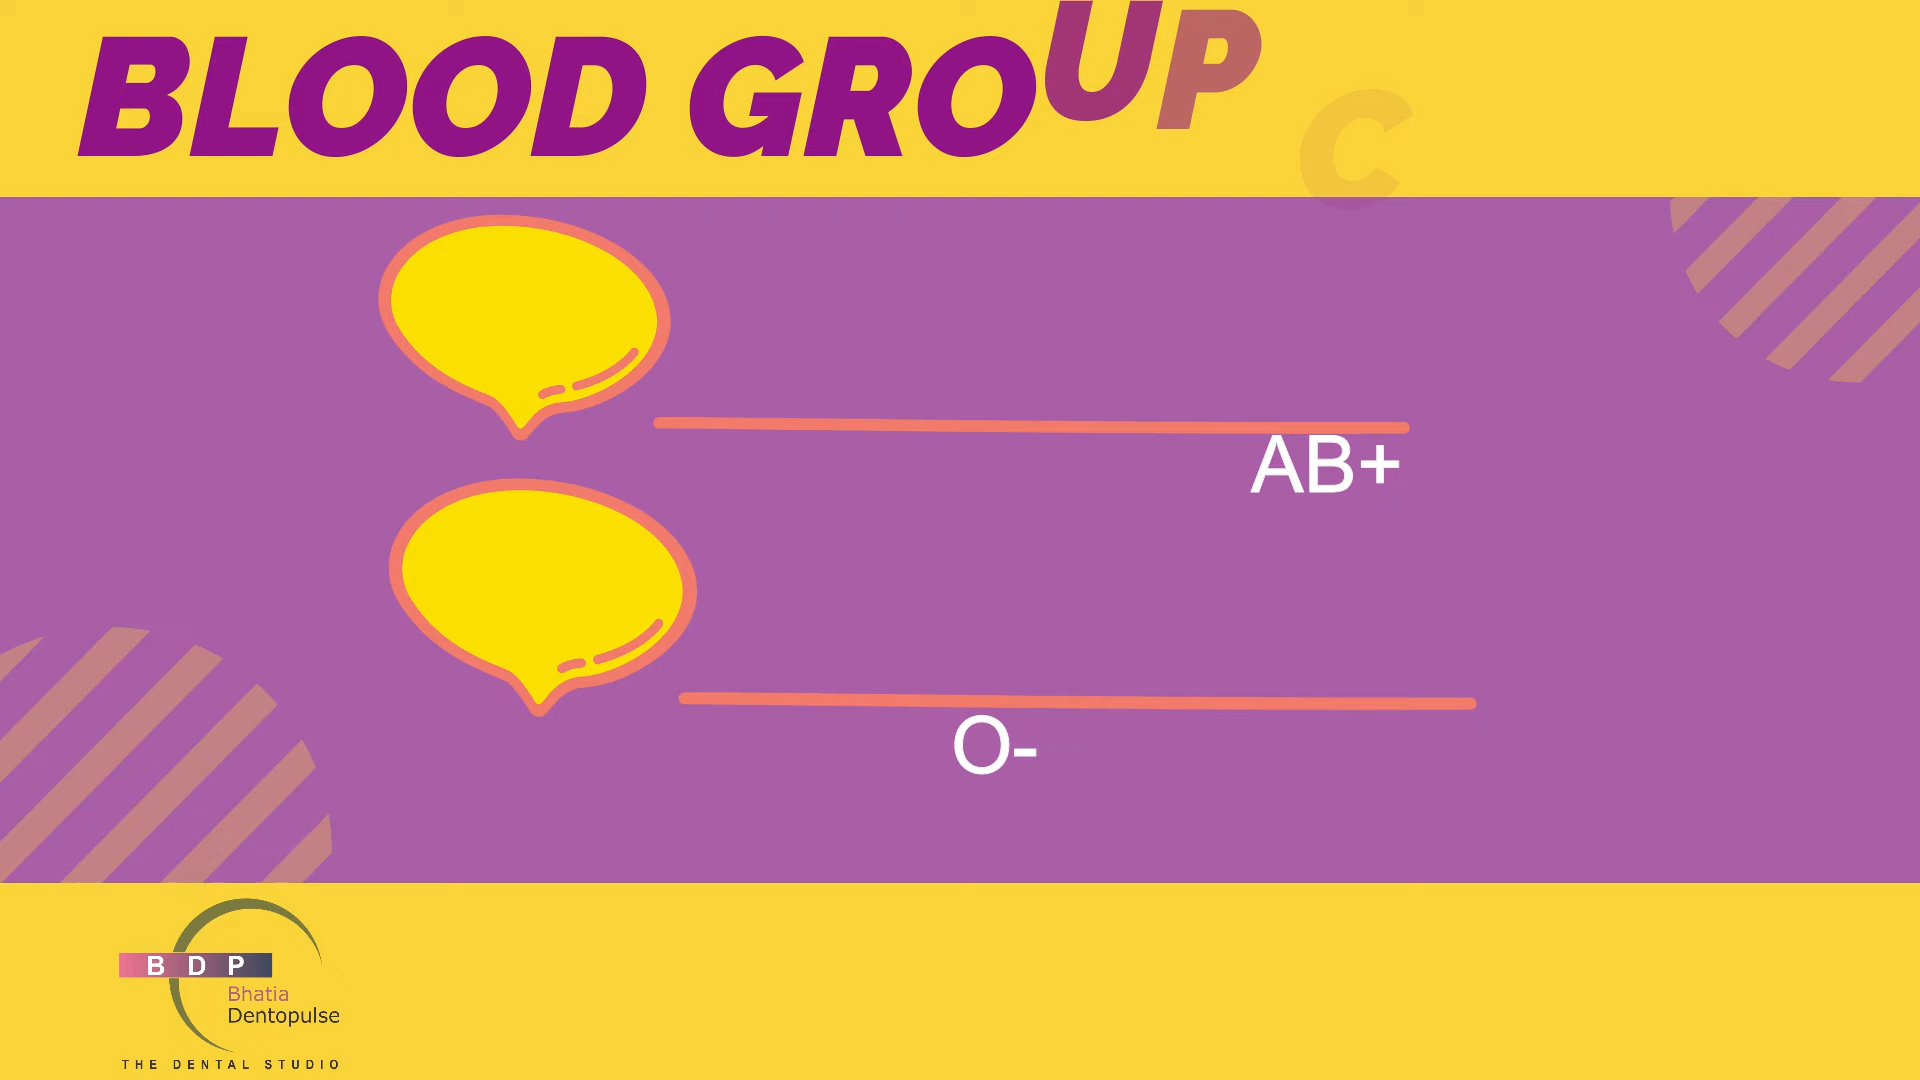 BLOOD GROUP C
AB+
O-
B D P
Bhatia
Dentopulse
THE DENTAL STUDIO